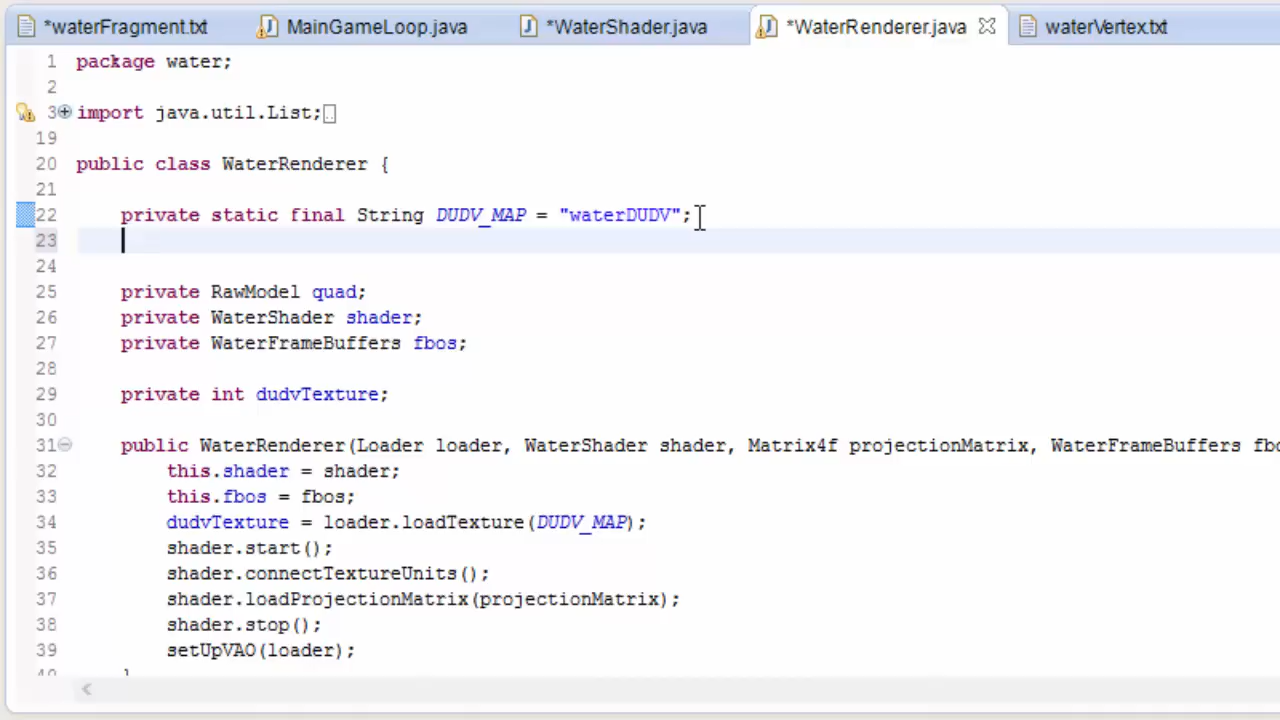 *waterFragment.txt MainGameLoop.java *WaterShader.java *WaterRenderer.java waterVertex.txt
1 package water;
2
3 import java.util.List;
19
20 public class WaterRenderer {
21
22 private static final String DUDV_MAP = "waterDUDV";
23
24
25 private RawModel quad;
26 private WaterShader shader;
27 private WaterFrameBuffers fbos;
28
29 private int dudvTexture;
30
31 public WaterRenderer(Loader loader, WaterShader shader, Matrix4f projectionMatrix, WaterFrameBuffers fbo
32 this.shader = shader;
33 this.fbos = fbos;
34 dudvTexture = loader.loadTexture(DUDV_MAP);
35 shader.start();
36 shader.connectTextureUnits();
37 shader.loadProjectionMatrix(projectionMatrix);
38 shader.stop();
39 setUpVAO(loader);
40 }